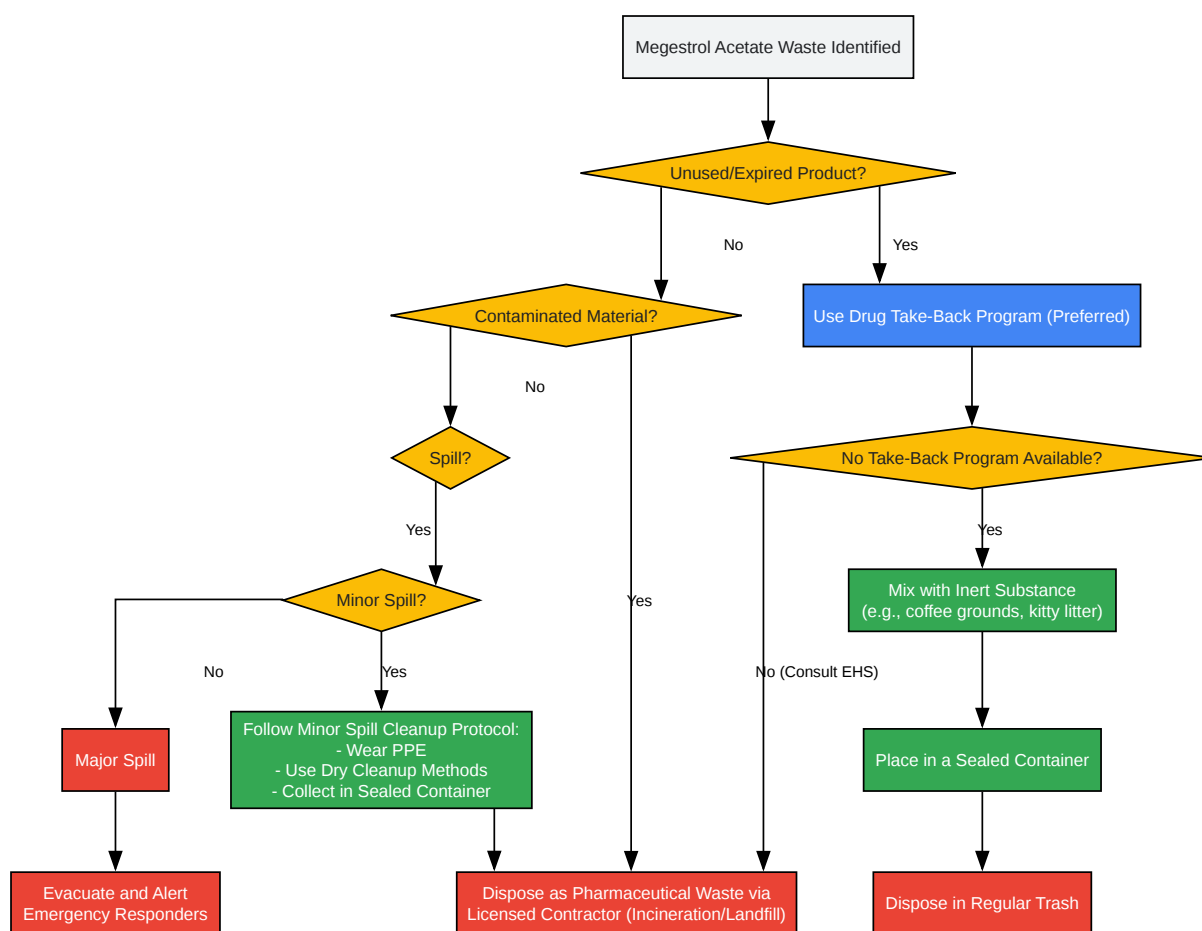 Megestrol Acetate Waste Identified
Unused/Expired Product?
No
Yes
Contaminated Material?
Use Drug Take-Back Program (Preferred)
No
Spill?
No Take-Back Program Available?
Yes
Yes
Minor Spill?
Yes
Mix with Inert Substance
(e.g., coffee grounds, kitty litter)
No
Yes
No (Consult EHS)
Major Spill
Follow Minor Spill Cleanup Protocol:
- Wear PPE
- Use Dry Cleanup Methods
- Collect in Sealed Container
Place in a Sealed Container
Evacuate and Alert
Emergency Responders
Dispose as Pharmaceutical Waste via
Licensed Contractor (Incineration/Landfill)
Dispose in Regular Trash